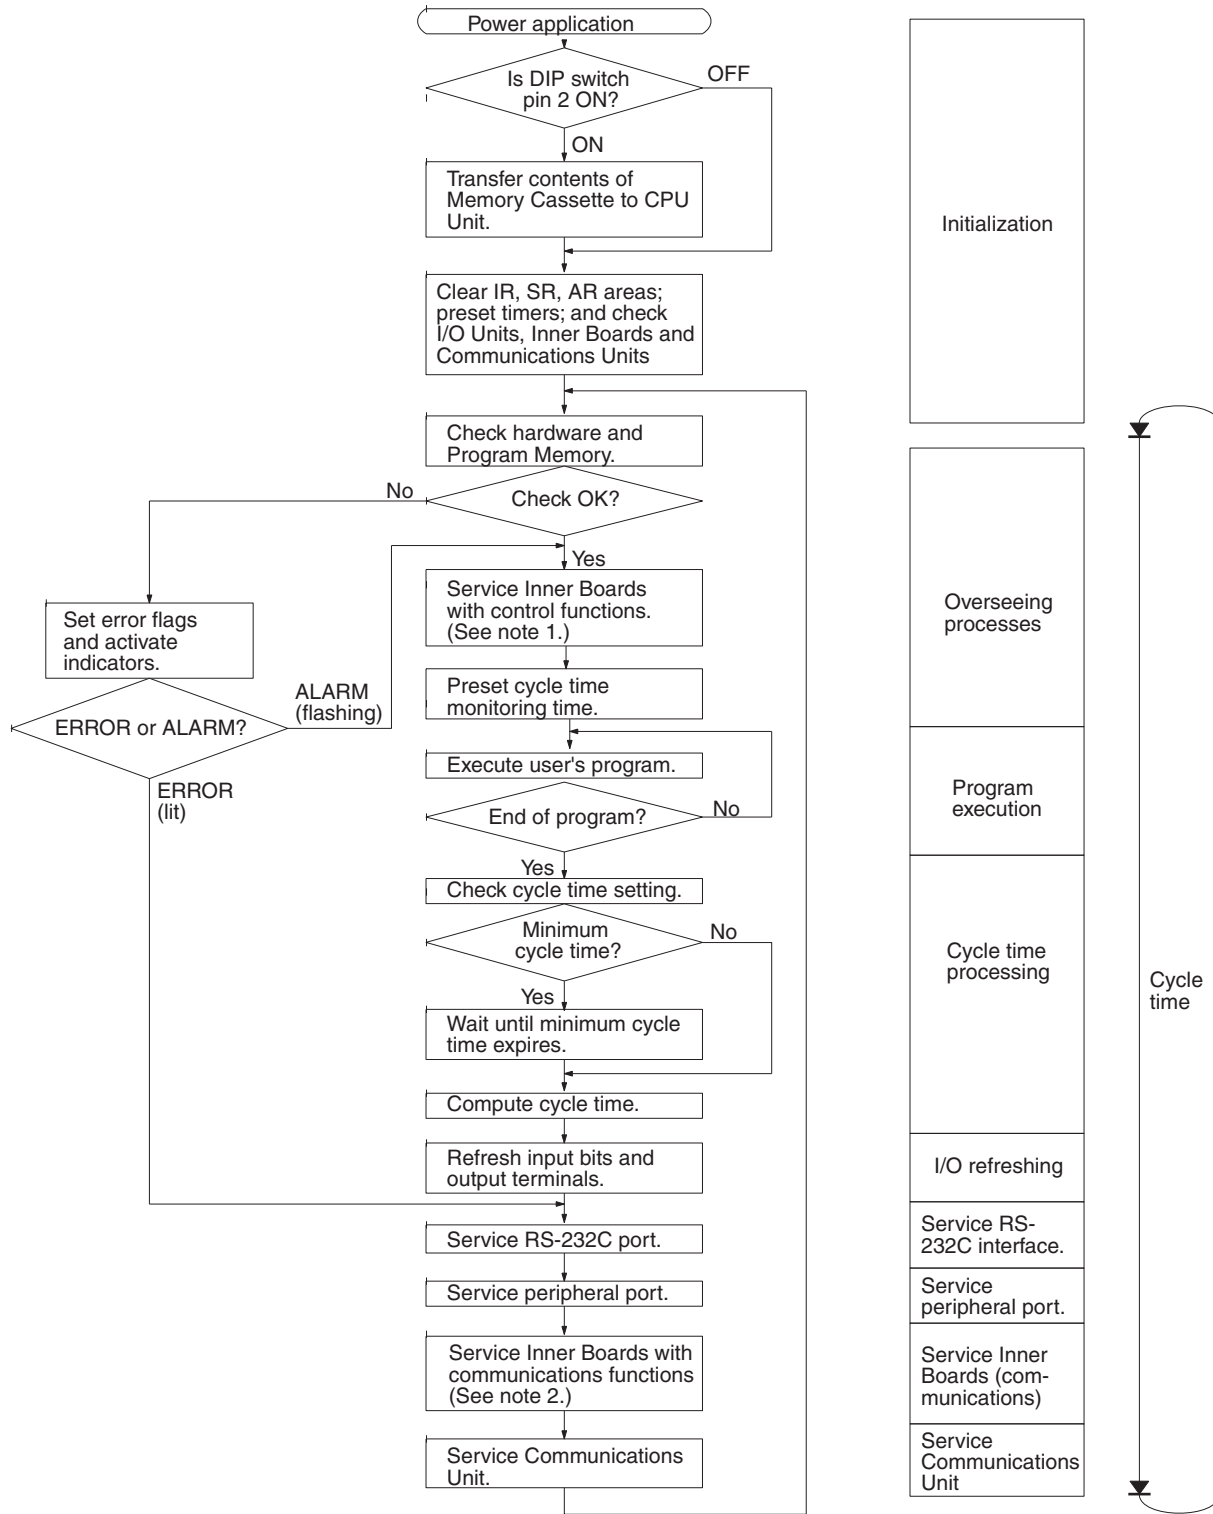 Power application
Is DIP switch
pin 2 ON?
OFF
ON
Transfer contents of
Memory Cassette to CPU
Unit.
Clear IR, SR, AR areas;
preset timers; and check
I/O Units, Inner Boards and
Communications Units
Check hardware and
Program Memory.
No
Check OK?
Yes
Service Inner Boards
with control functions.
(See note 1.)
Set error flags
and activate
indicators.
ALARM
(flashing)
ERROR or ALARM?
ERROR
(lit)
Preset cycle time
monitoring time.
Execute user's program.
End of program?
No
Yes
Check cycle time setting.
Minimum
cycle time?
No
Yes
Wait until minimum cycle
time expires.
Compute cycle time.
Refresh input bits and
output terminals.
Service RS-232C port.
Service peripheral port.
Service Inner Boards with
communications functions
(See note 2.)
Service Communications
Unit.
Initialization
Overseeing
processes
Program
execution
Cycle time
processing
I/O refreshing
Service RS-
232C interface.
Service
peripheral port.
Service Inner
Boards (com-
munications)
Service
Communications
Unit
Cycle
time